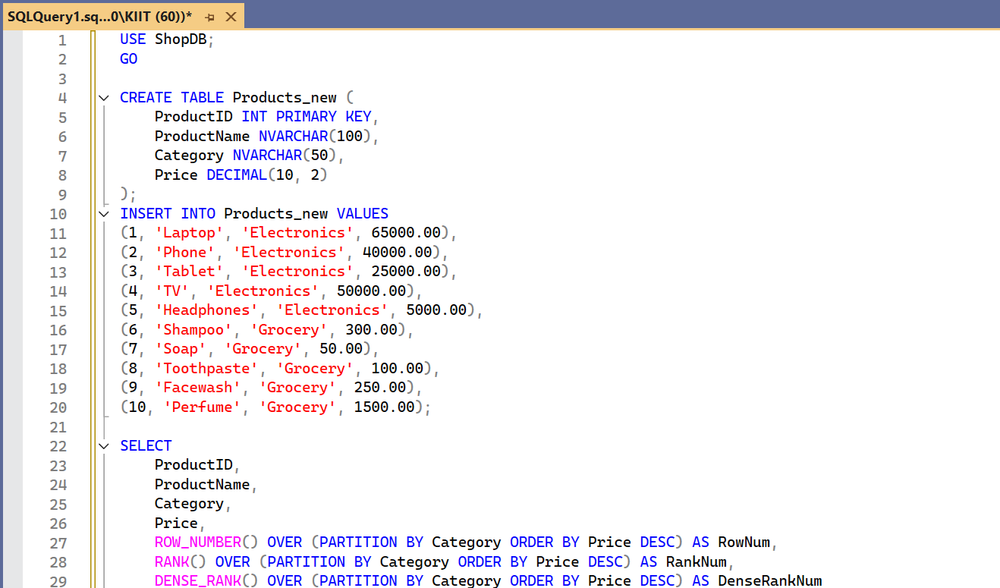 SQLQuery1.sq...0\KIIT (60))*
1 USE ShopDB;
2 GO
3
4 CREATE TABLE Products_new (
5 ProductID INT PRIMARY KEY,
6 ProductName NVARCHAR(100),
7 Category NVARCHAR(50),
8 Price DECIMAL(10, 2)
9 );
10 INSERT INTO Products_new VALUES
11 (1, 'Laptop', 'Electronics', 65000.00),
12 (2, 'Phone', 'Electronics', 40000.00),
13 (3, 'Tablet', 'Electronics', 25000.00),
14 (4, 'TV', 'Electronics', 50000.00),
15 (5, 'Headphones', 'Electronics', 5000.00),
16 (6, 'Shampoo', 'Grocery', 300.00),
17 (7, 'Soap', 'Grocery', 50.00),
18 (8, 'Toothpaste', 'Grocery', 100.00),
19 (9, 'Facewash', 'Grocery', 250.00),
20 (10, 'Perfume', 'Grocery', 1500.00);
21
22 SELECT
23 ProductID,
24 ProductName,
25 Category,
26 Price,
27 ROW_NUMBER() OVER (PARTITION BY Category ORDER BY Price DESC) AS RowNum,
28 RANK() OVER (PARTITION BY Category ORDER BY Price DESC) AS RankNum,
29 DENSE_RANK() OVER (PARTITION BY Category ORDER BY Price DESC) AS DenseRankNum